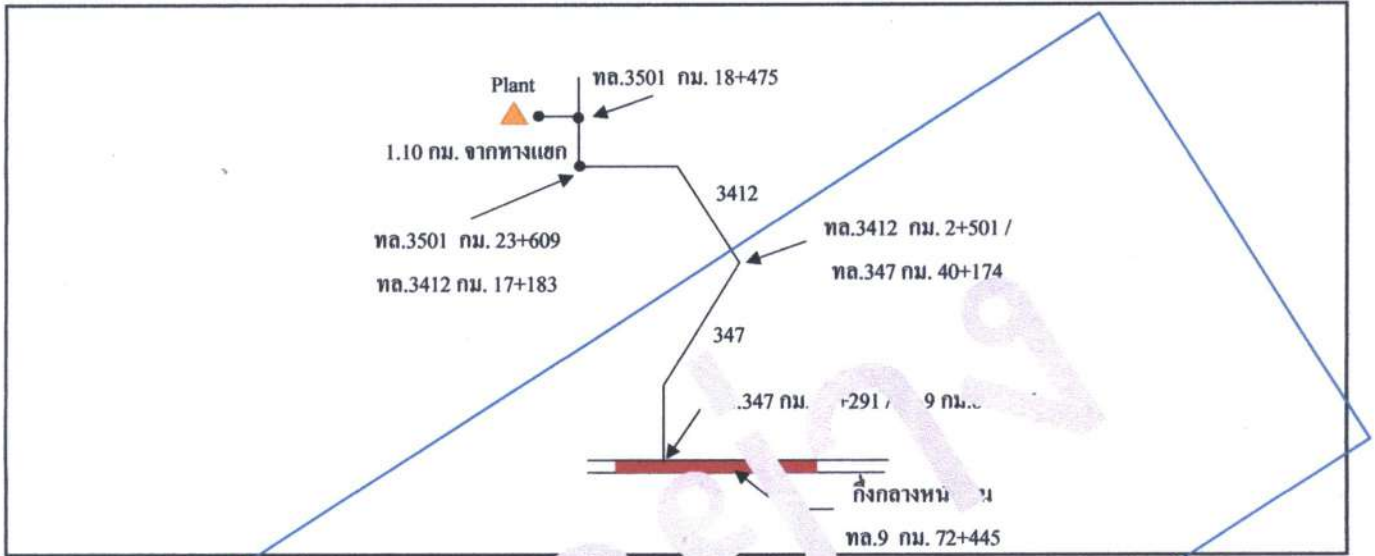 Plant
ทล.3501 กม. 18+475
1.10 กม. จากทางแยก
3412
ทล.3501 กม. 23+609
ทล.3412 กม. 17+183
ทล.3412 กม. 2+501 /
ทล.347 กม. 40+174
347
.347 กม. +291 / 9 กม.
กึ่งกลางหน้
ทล.9 กม. 72+445